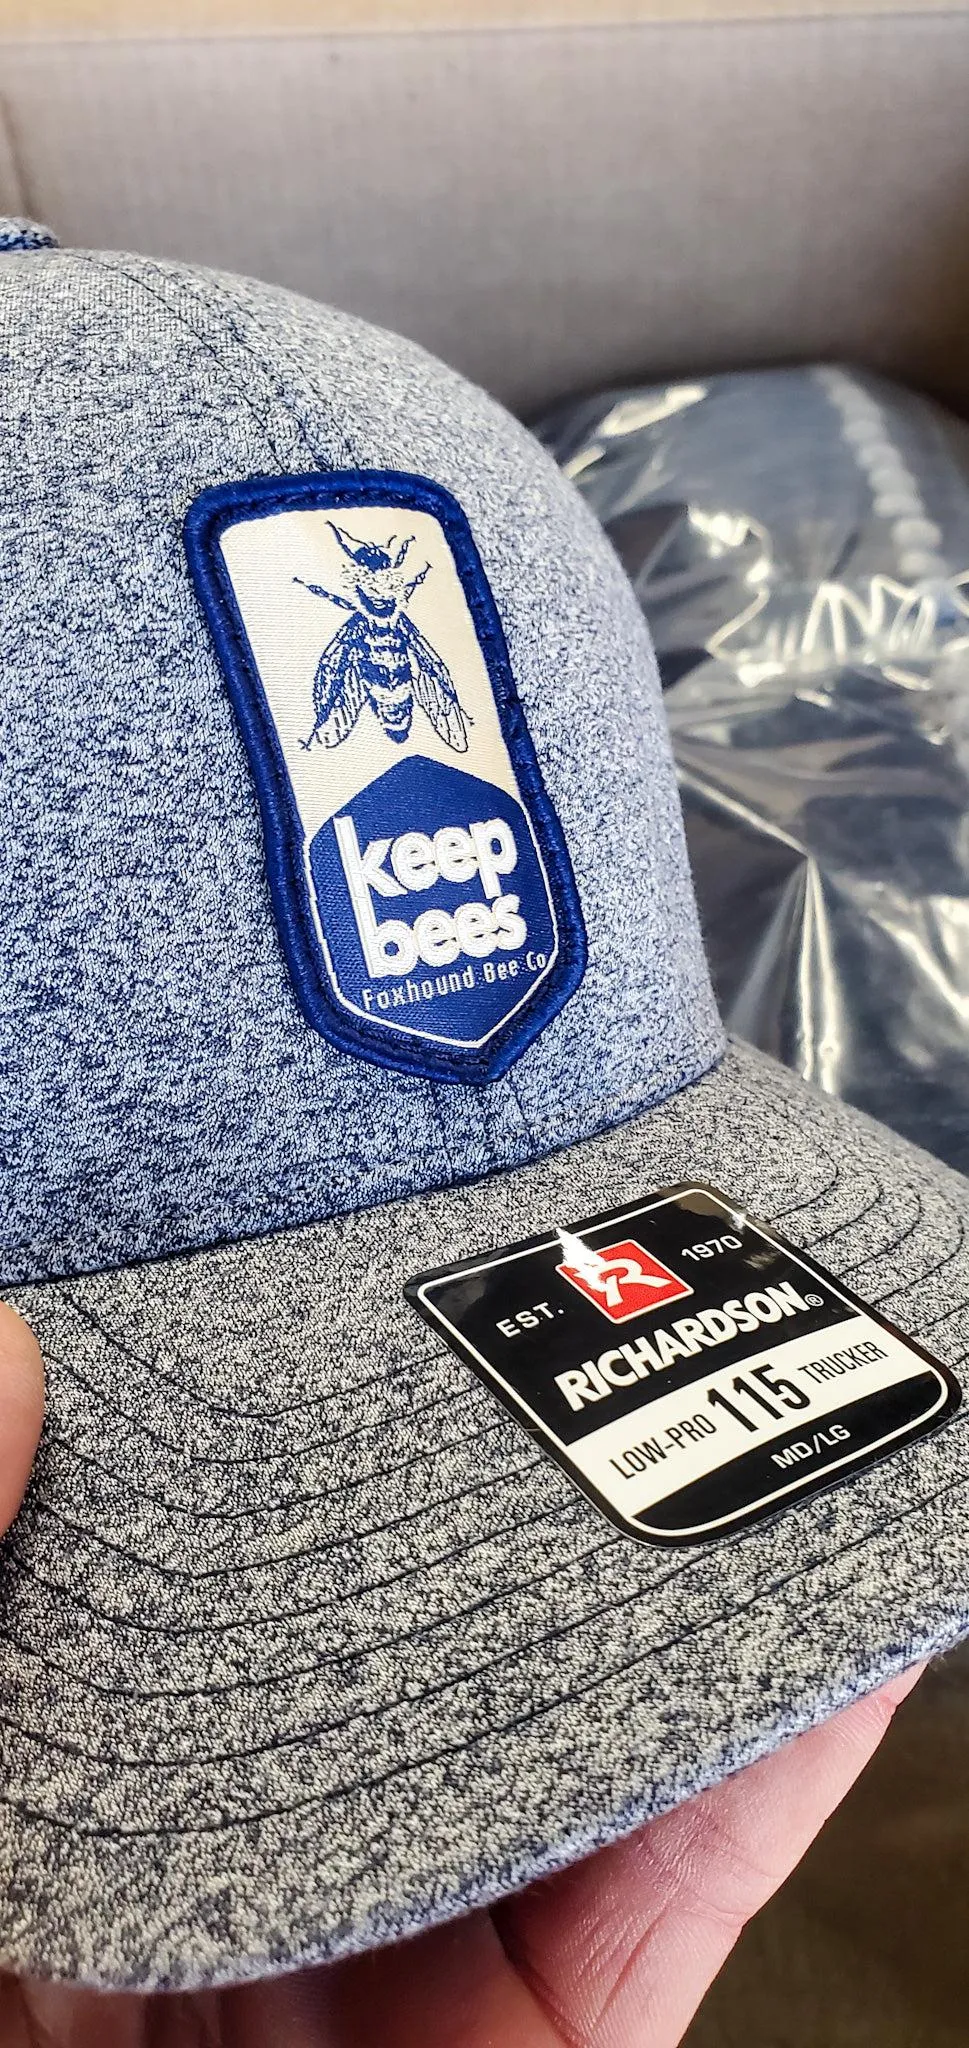 keep
bees
Foxhound Bee Co
EST. R 1970
RICHARDSON®
LOW-PRO 115 TRUCKER
MD/LG